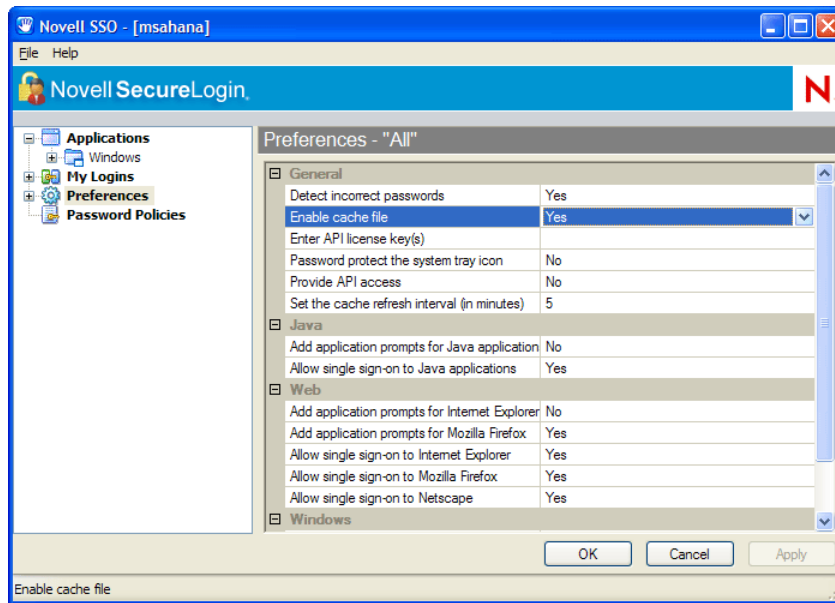 Novell SSO - [msahana]
File Help
Novell SecureLogin
N
Applications
Windows
My Logins
Preferences
Password Policies
Preferences - "All"
General
Detect incorrect passwords Yes
Enable cache file Yes
Enter API license key(s)
Password protect the system tray icon No
Provide API access No
Set the cache refresh interval (in minutes) 5
Java
Add application prompts for Java application No
Allow single sign-on to Java applications Yes
Web
Add application prompts for Internet Explorer No
Add application prompts for Mozilla Firefox Yes
Allow single sign-on to Internet Explorer Yes
Allow single sign-on to Mozilla Firefox Yes
Allow single sign-on to Netscape Yes
Windows
OK Cancel Apply
Enable cache file